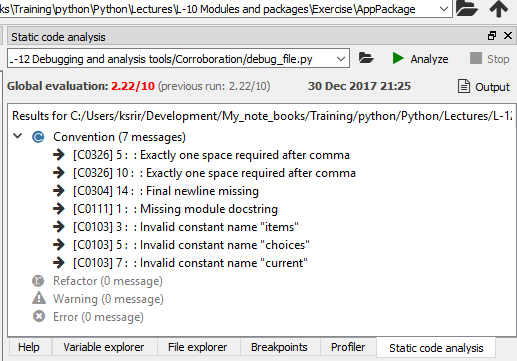 ks\Training\python\Python\Lectures\L-10 Modules and packages\Exercise\AppPackage
Static code analysis
-12 Debugging and analysis tools/Corroboration/debug_file.py
Analyze
Stop
Global evaluation: 2.22/10 (previous run: 2.22/10)
30 Dec 2017 21:25
Output
Results for C:/Users/ksrir/Development/My_note_books/Training/python/Python/Lectures/L-12
Convention (7 messages)
[C0326] 5 : : Exactly one space required after comma
[C0326] 10 : : Exactly one space required after comma
[C0304] 14 : : Final newline missing
[C0111] 1 : : Missing module docstring
[C0103] 3 : : Invalid constant name "items"
[C0103] 5 : : Invalid constant name "choices"
[C0103] 7 : : Invalid constant name "current"
Refactor (0 message)
Warning (0 message)
Error (0 message)
Help
Variable explorer
File explorer
Breakpoints
Profiler
Static code analysis